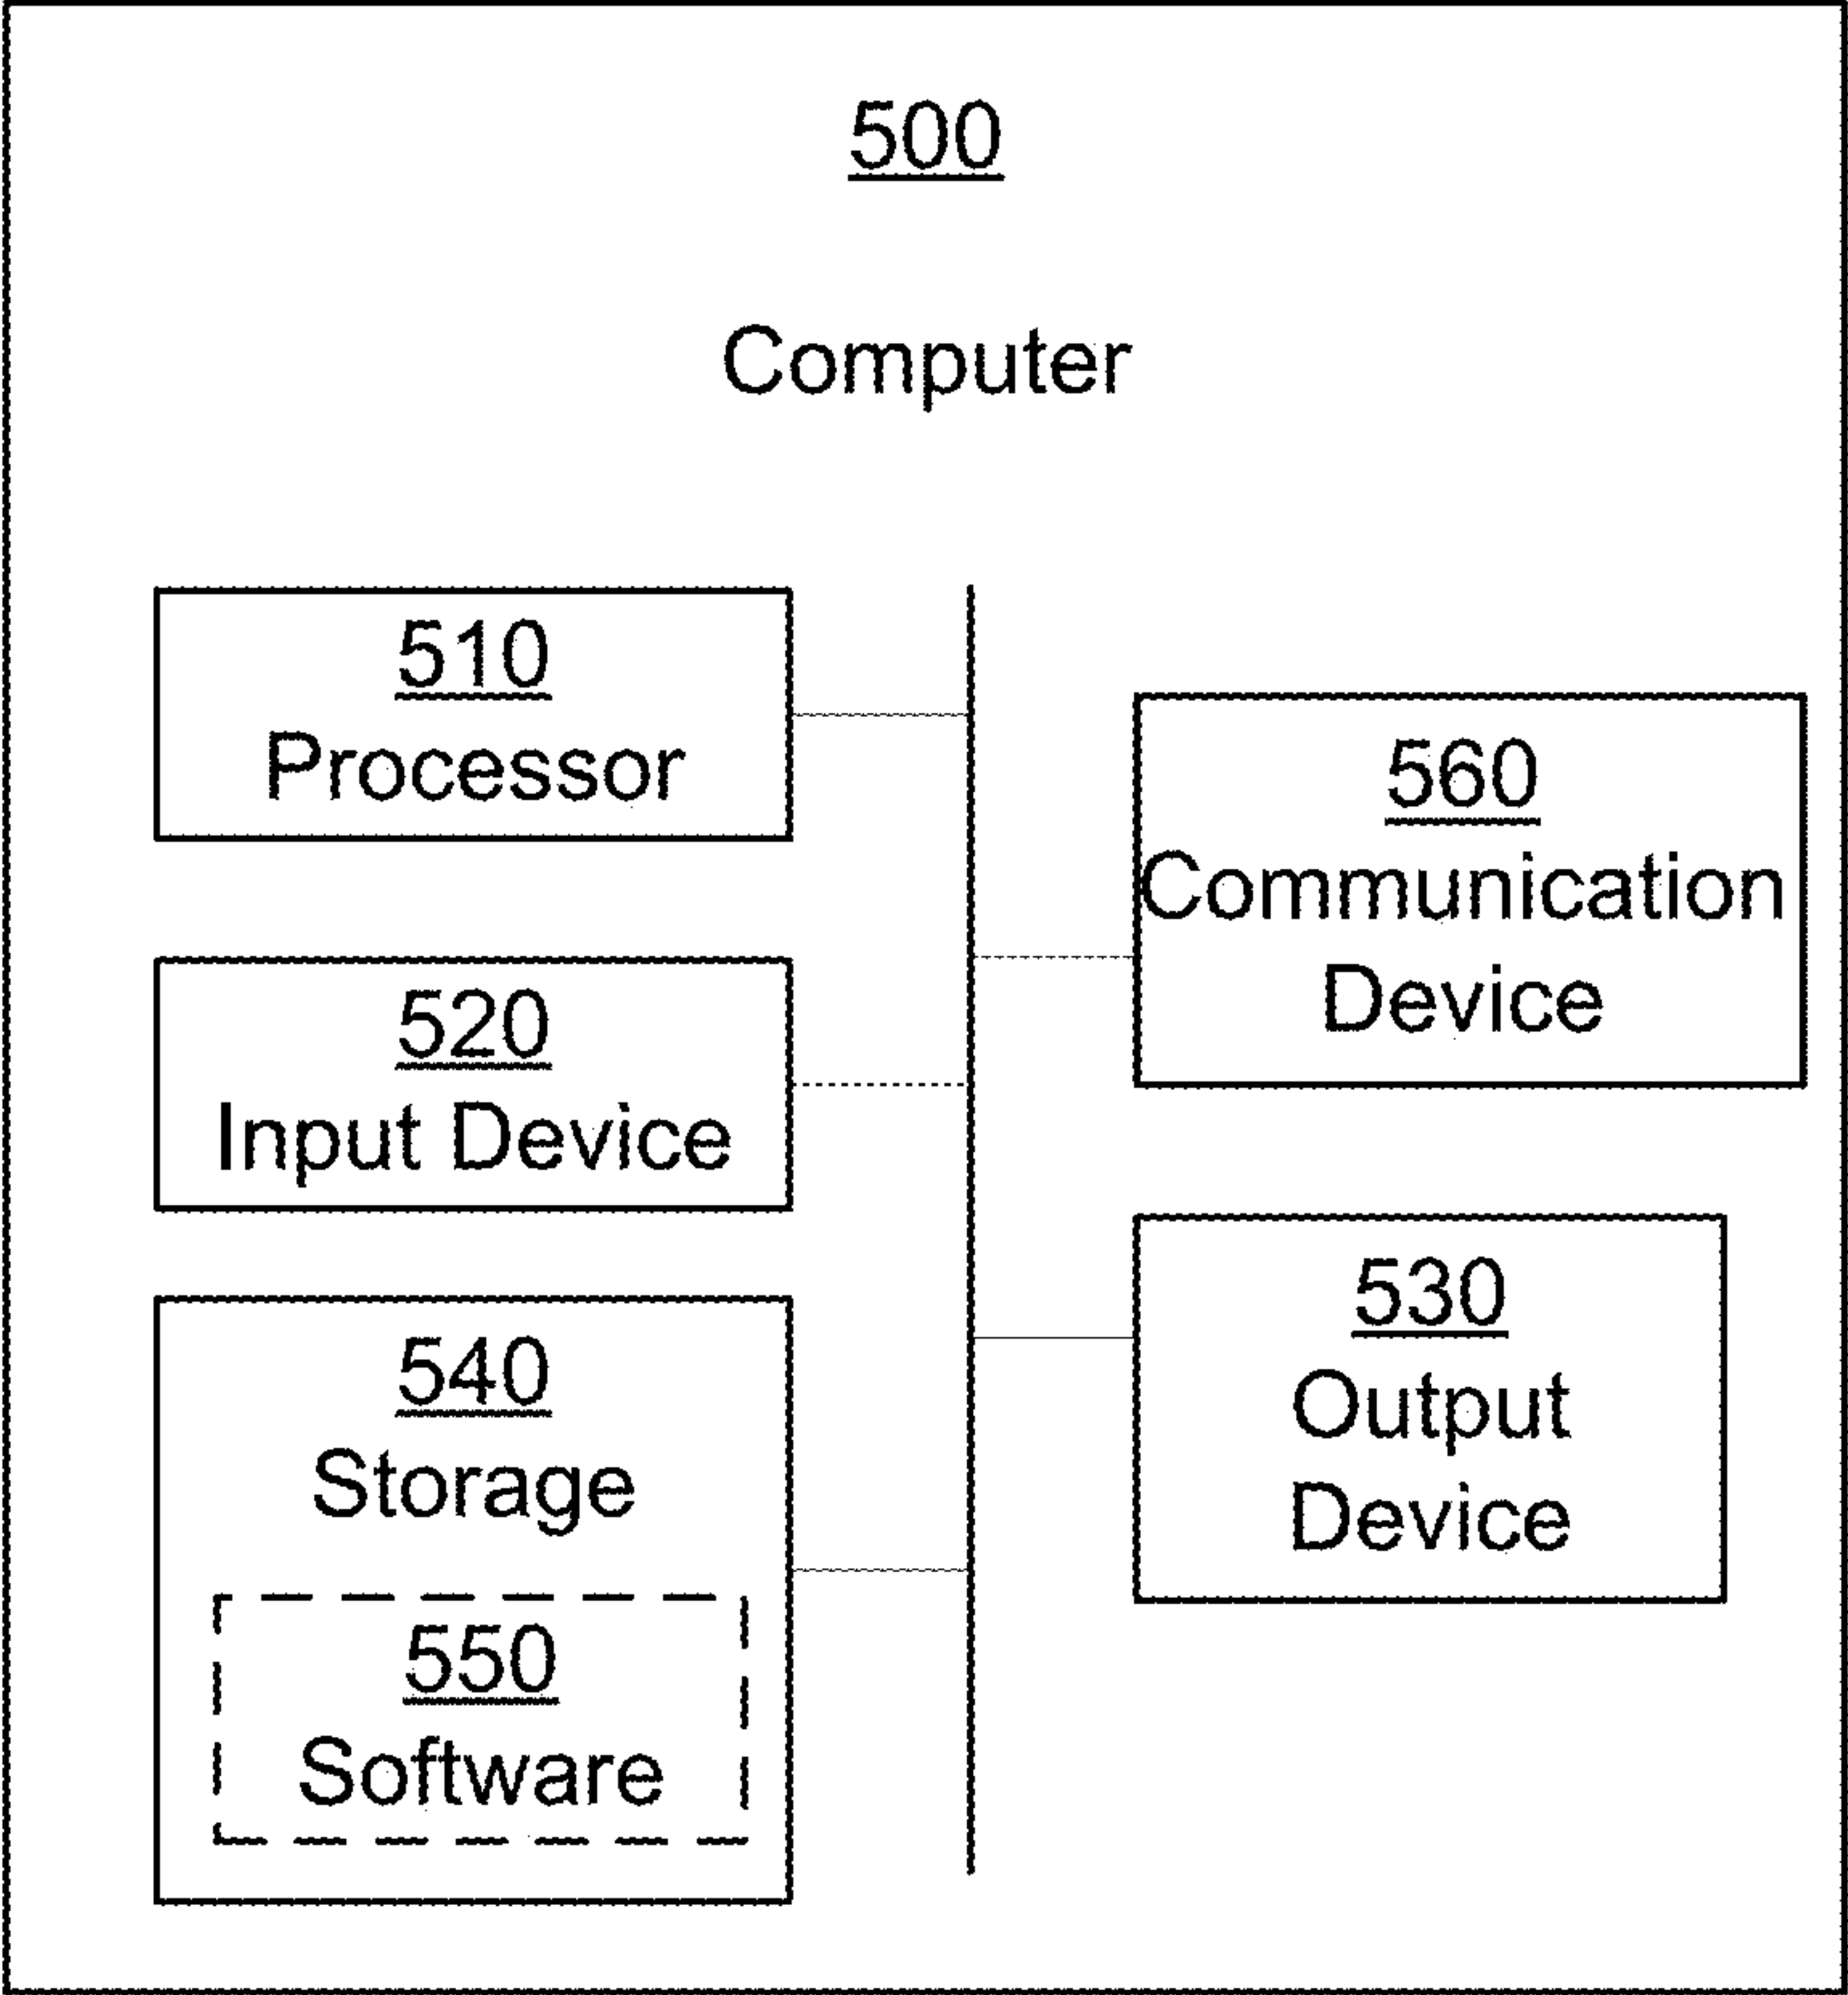 500
Computer
510
Processor
520
Input Device
540
Storage
550
Software
560
Communication
Device
530
Output
Device